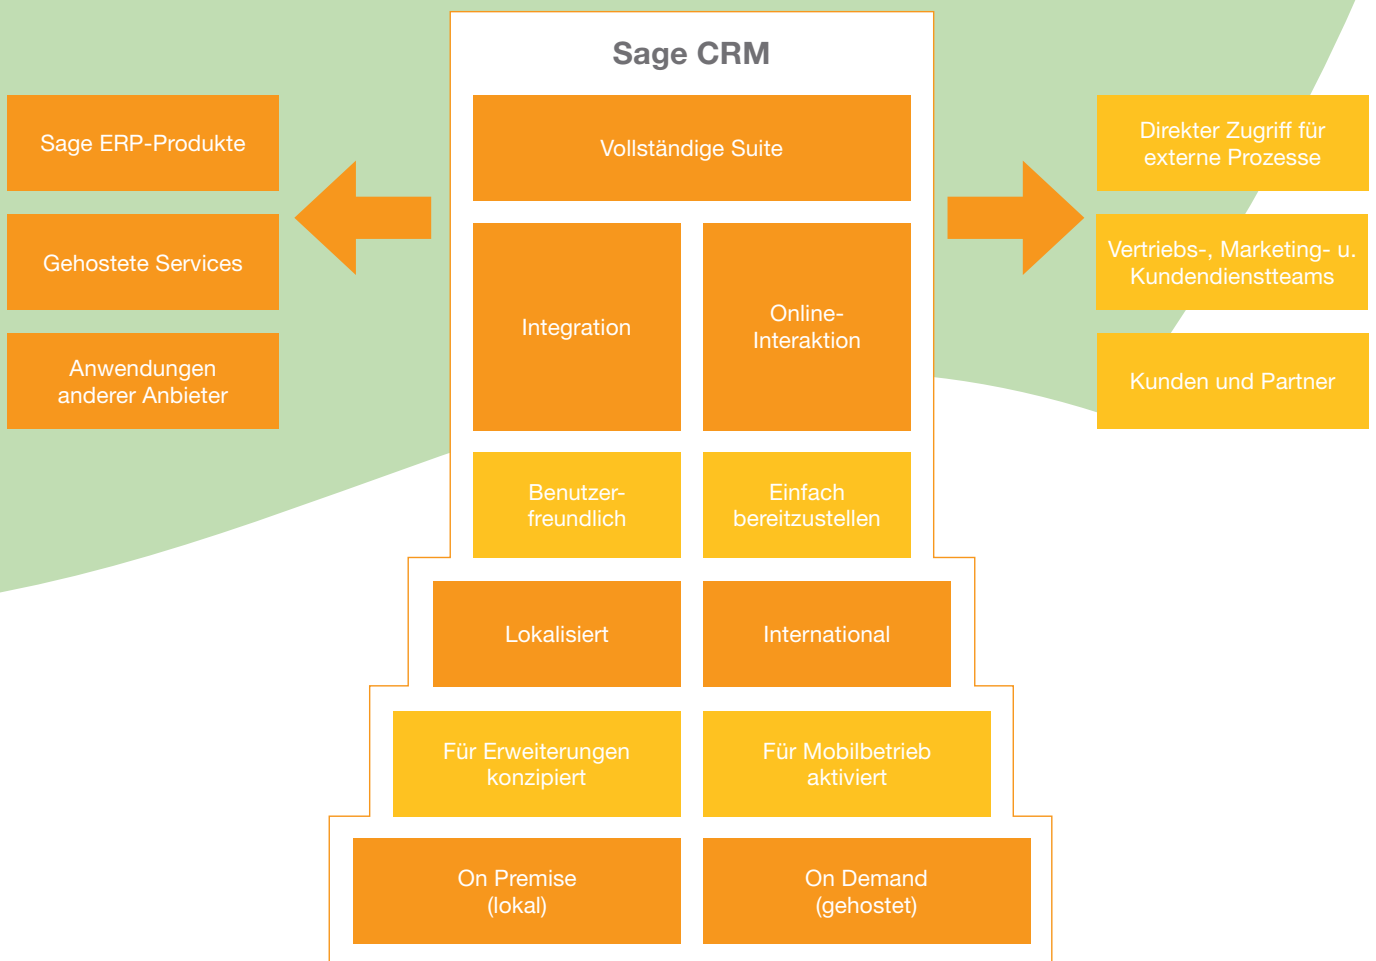 Sage CRM
Sage ERP-Produkte
Gehostete Services
Anwendungen
anderer Anbieter
Vollständige Suite
Integration
Online-
Interaktion
Benutzer-
freundlich
Einfach
bereitzustellen
Lokalisiert
International
Für Erweiterungen
konzipiert
Für Mobilbetrieb
aktiviert
On Premise
(lokal)
On Demand
(gehostet)
Direkter Zugriff für
externe Prozesse
Vertriebs-, Marketing- u.
Kundendienstteams
Kunden und Partner